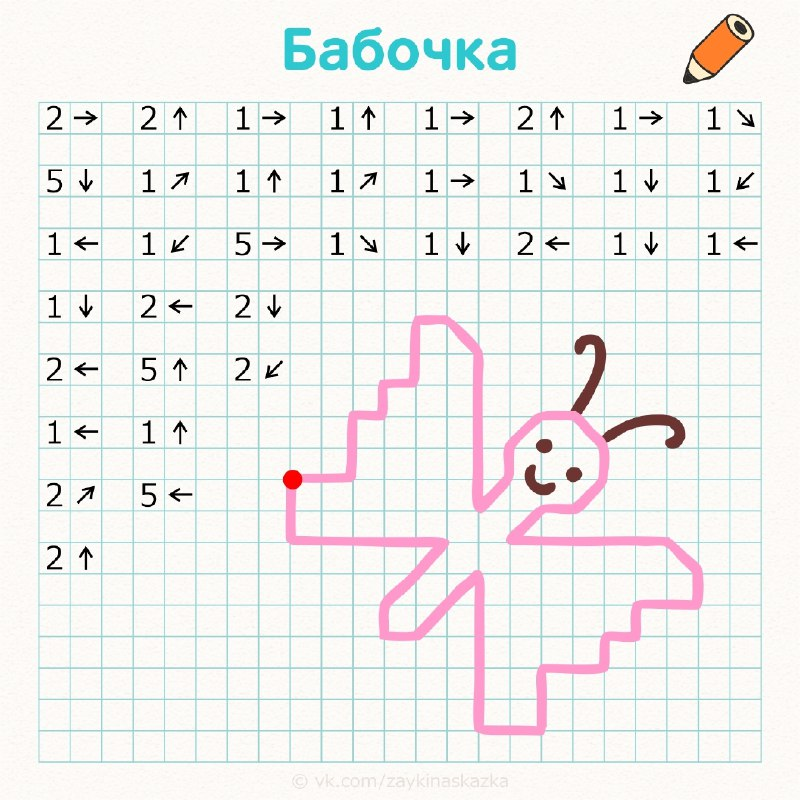 Бабочка
2 → 2 ↑ 1 → 1 ↑ 1 → 2 ↑ 1 → 1 ↘
5 ↓ 1 ↗ 1 ↑ 1 ↗ 1 → 1 ↘ 1 ↓ 1 ↙
1 ← 1 ↙ 5 → 1 ↘ 1 ↓ 2 ← 1 ↓ 1 ←
1 ↓ 2 ← 2 ↓
2 ← 5 ↑ 2 ↙
1 ← 1 ↑
2 ↗ 5 ←
2 ↑
© vk.com/zaykinaskazka